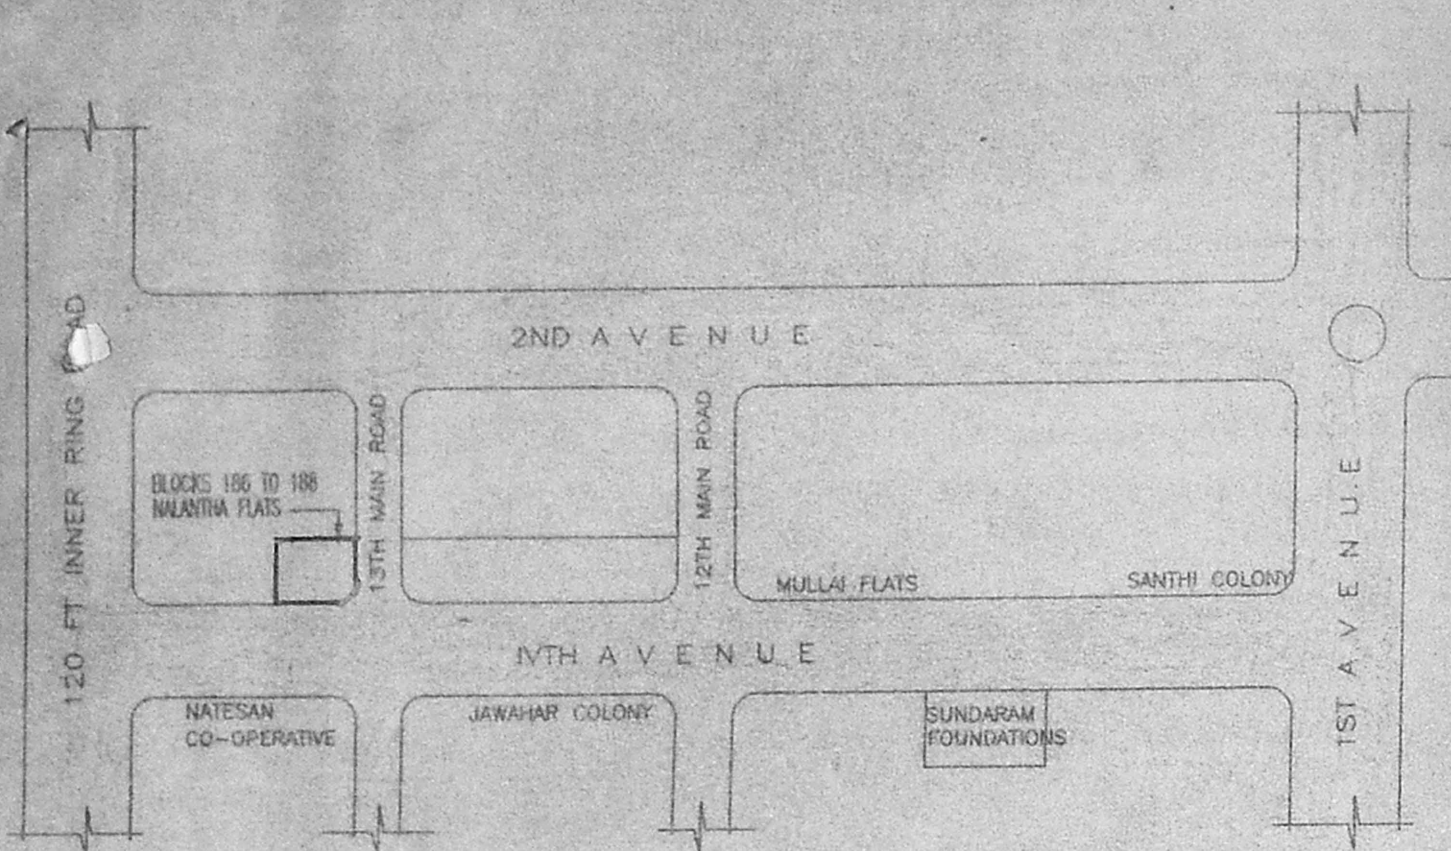 2ND AVENUE
120 FT INNER RING ROAD
13TH MAIN ROAD
12TH MAIN ROAD
BLOCKS 186 TO 188
NALANTHA FLATS
MULLAI FLATS
SANTHI COLONY
1ST AVENUE
IVTH AVENUE
NATESAN
CO-OPERATIVE
JAWAHAR COLONY
SUNDARAM
FOUNDATIONS